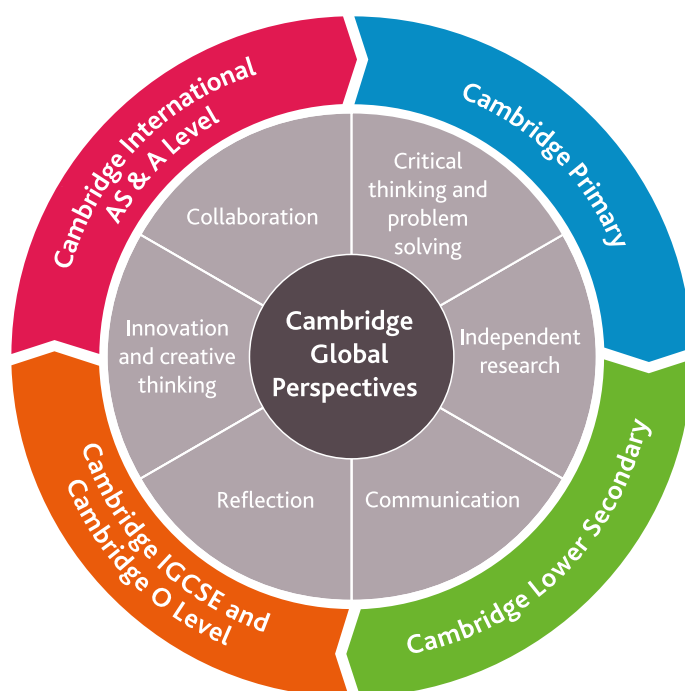 Cambridge International
AS & A Level
Cambridge Primary
Collaboration
Critical
thinking and
problem
solving
Innovation
and creative
thinking
Cambridge
Global
Perspectives
Independent
research
Reflection
Communication
Cambridge IGCSE and
Cambridge O Level
Cambridge Lower Secondary